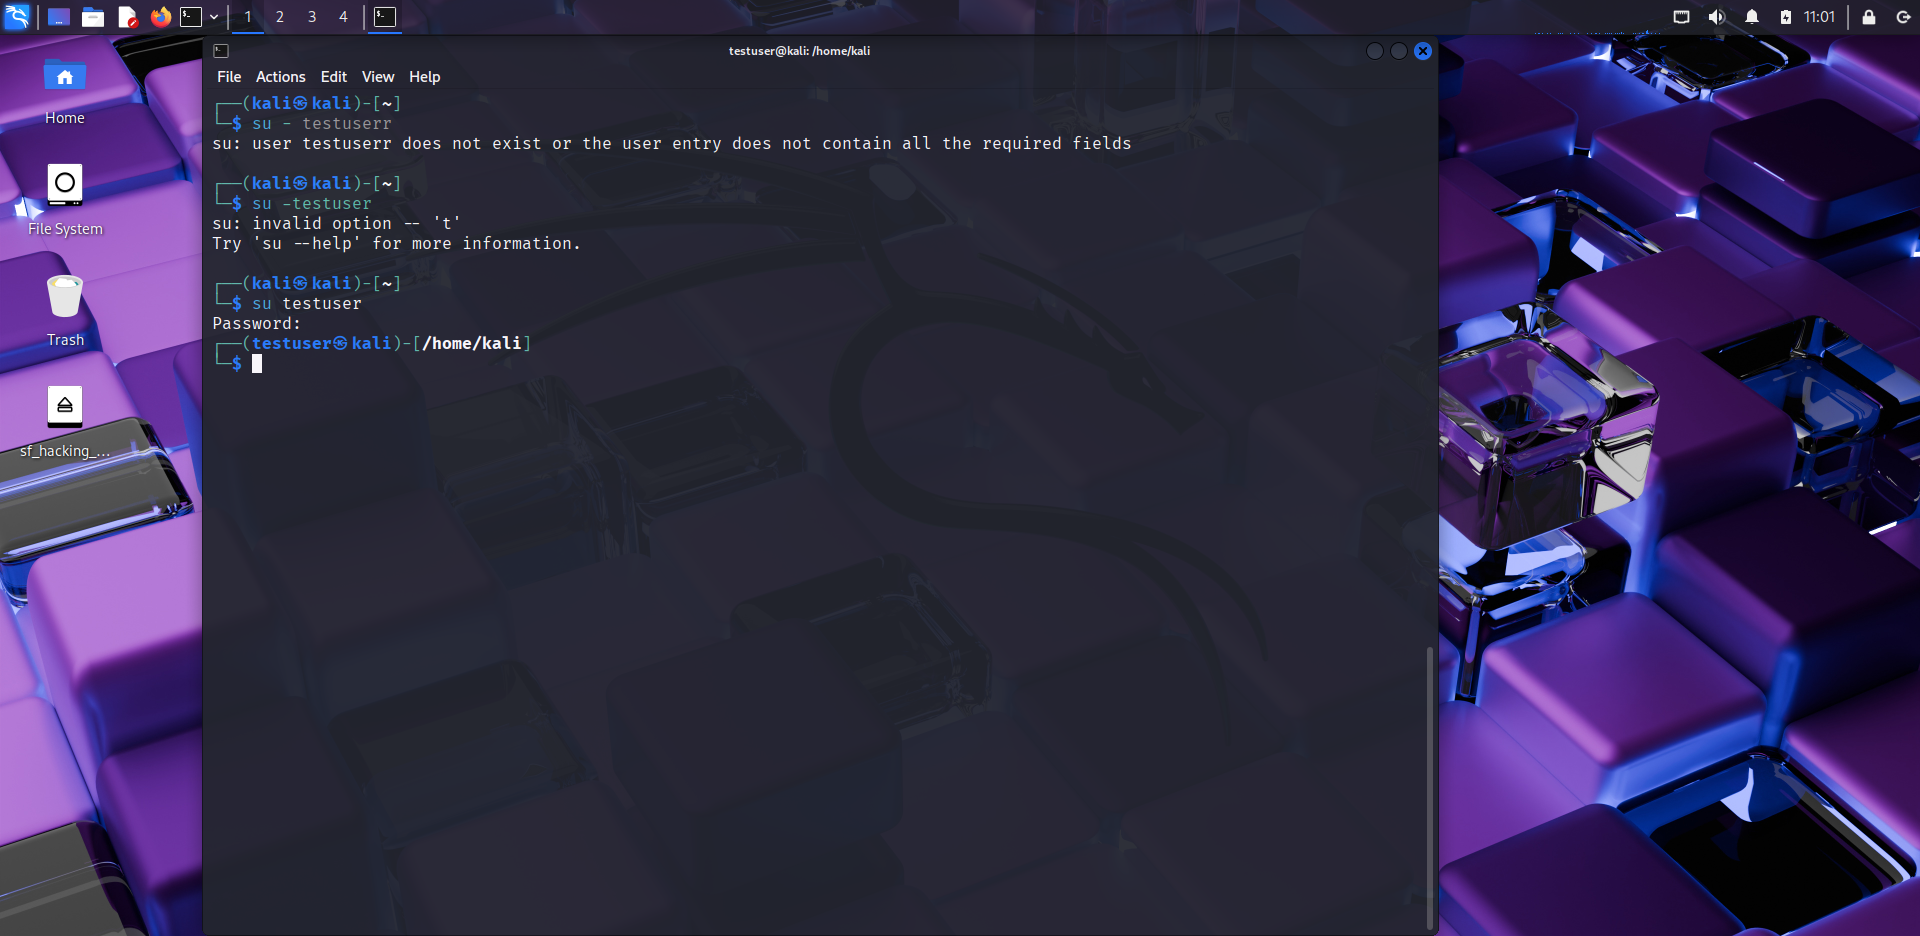 1 2 3 4
11:01
testuser@kali: /home/kali
File Actions Edit View Help
┌──(kali㉿kali)-[~]
└─$ su - testuserr
su: user testuserr does not exist or the user entry does not contain all the required fields
┌──(kali㉿kali)-[~]
└─$ su -testuser
su: invalid option -- 't'
Try 'su --help' for more information.
┌──(kali㉿kali)-[~]
└─$ su testuser
Password:
┌──(testuser㉿kali)-[/home/kali]
└─$
Home
File System
Trash
sf_hacking_...